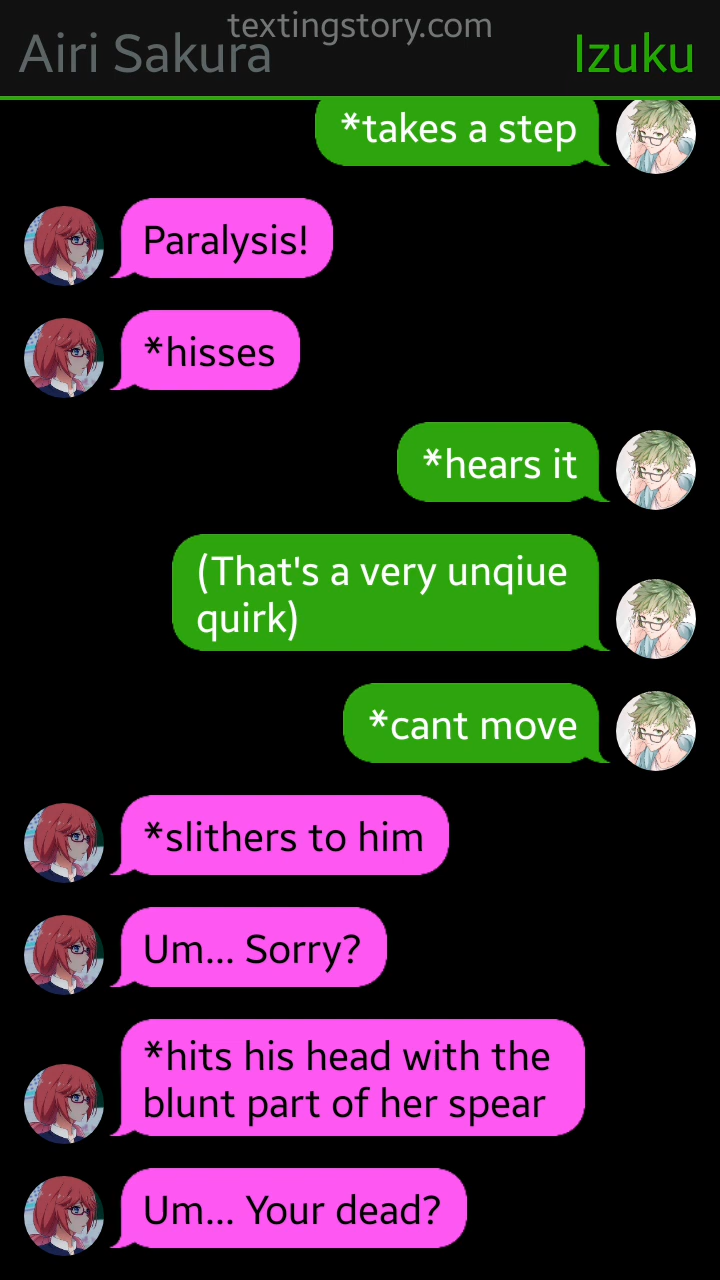 textingstory.com
Airi Sakura
Izuku
*takes a step
Paralysis!
*hisses
*hears it
(That's a very unqiue
quirk)
*cant move
*slithers to him
Um... Sorry?
*hits his head with the
blunt part of her spear
Um... Your dead?